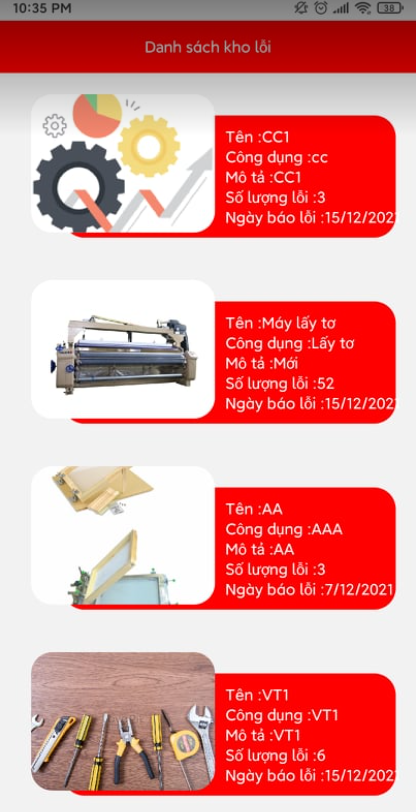 10:35 PM
38
Danh sách kho lỗi
Tên :CC1
Công dụng :cc
Mô tả :CC1
Số lượng lỗi :3
Ngày báo lỗi :15/12/202
Tên :Máy lấy tơ
Công dụng :Lấy tơ
Mô tả :Mới
Số lượng lỗi :52
Ngày báo lỗi :15/12/202
Tên :AA
Công dụng :AAA
Mô tả :AA
Số lượng lỗi :3
Ngày báo lỗi :7/12/2021
Tên :VT1
Công dụng :VT1
Mô tả :VT1
Số lượng lỗi :6
Ngày báo lỗi :15/12/202